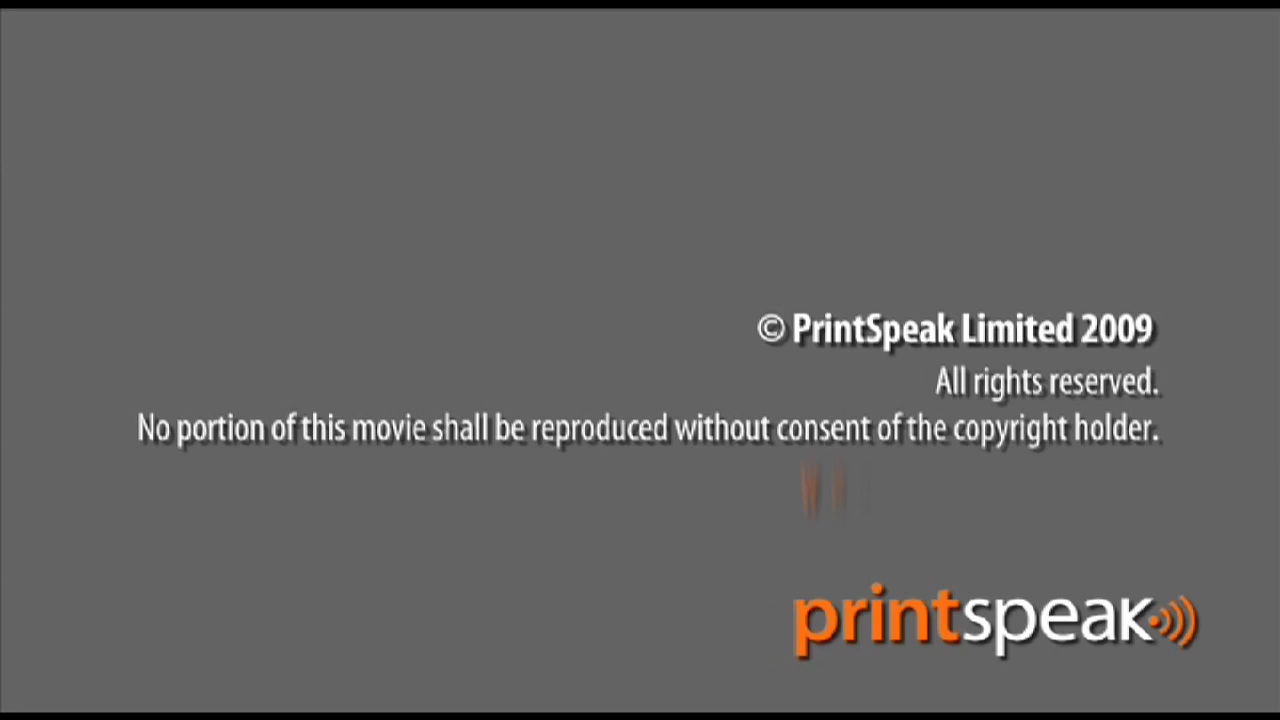 © PrintSpeak Limited 2009
All rights reserved.
No portion of this movie shall be reproduced without consent of the copyright holder.
printspeak